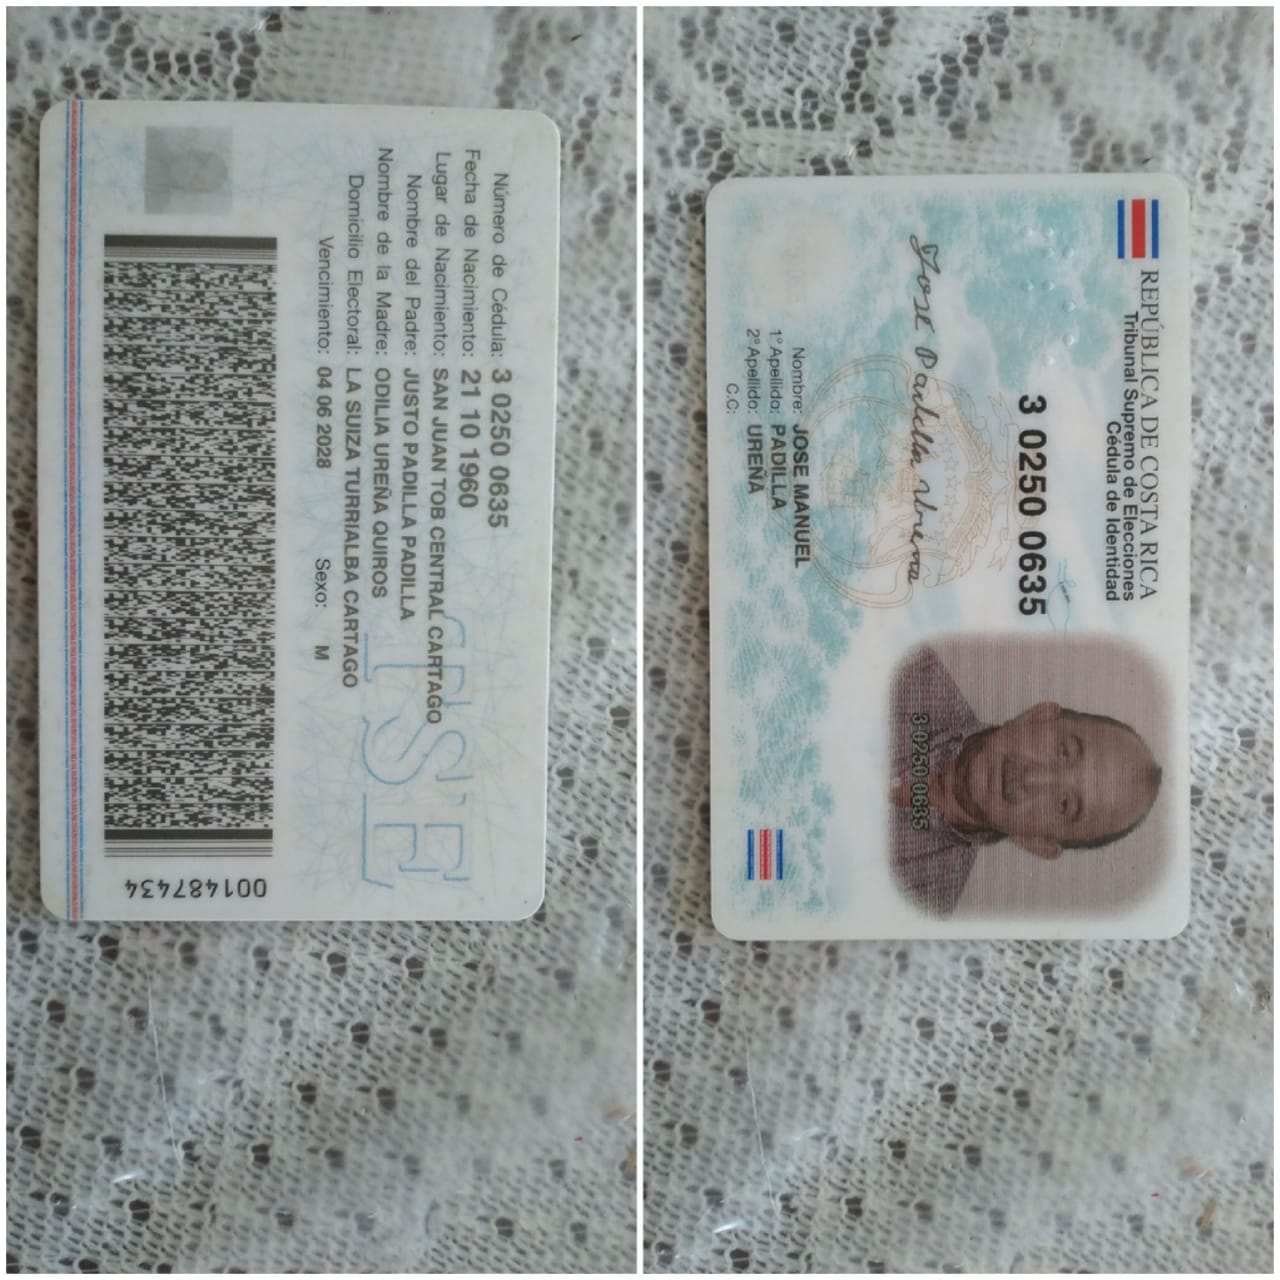 Número de Cédula: 3 0250 0635
Fecha de Nacimiento: 21 10 1960
Lugar de Nacimiento: SAN JUAN TOB CENTRAL CARTAGO
Nombre del Padre: JUSTO PADILLA PADILLA
Nombre de la Madre: ODILIA UREÑA QUIROS
Domicilio Electoral: LA SUIZA TURRIALBA CARTAGO
Vencimiento: 04 06 2028 Sexo: M
TSE
001487434
REPÚBLICA DE COSTA RICA
Tribunal Supremo de Elecciones
Cédula de Identidad
3 0250 0635
José Padilla
Nombre: JOSE MANUEL
1° Apellido: PADILLA
2° Apellido: UREÑA
C.C:
3 0250 0635